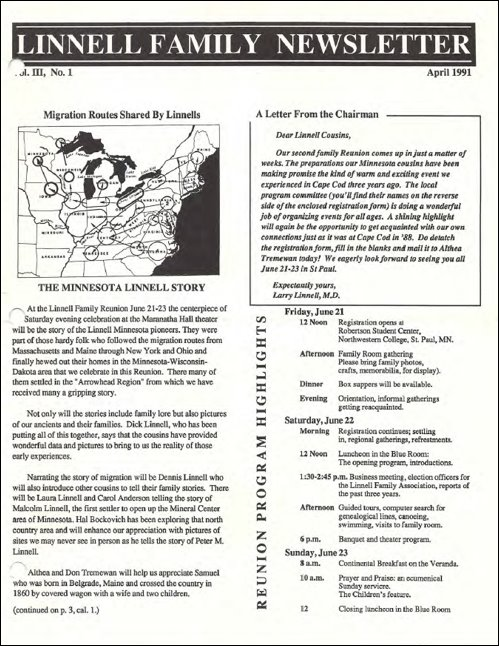 LINNELL FAMILY NEWSLETTER
Vol. III, No. 1
April 1991
Migration Routes Shared By Linnells
MINNESOTA
WISCONSIN
IOWA
ILLINOIS
INDIANA
MISSOURI
ARKANSAS
TENNESSEE
MAINE
THE MINNESOTA LINNELL STORY
At the Linnell Family Reunion June 21-23 the centerpiece of
Saturday evening celebration at the Maranatha Hall theater
will be the story of the Linnell Minnesota pioneers. They were
part of those hardy folk who followed the migration routes from
Massachusetts and Maine through New York and Ohio and
finally hewed out their homes in the Minnesota-Wisconsin-
Dakota area that we celebrate in this Reunion. There many of
them settled in the "Arrowhead Region" from which we have
received many a gripping story.
Not only will the stories include family lore but also pictures
of our ancients and their families. Dick Linnell, who has been
putting all of this together, says that the cousins have provided
wonderful data and pictures to bring to us the reality of those
early experiences.
Narrating the story of migration will be Dennis Linnell who
will also introduce other cousins to tell their family stories. There
will be Laura Linnell and Carol Anderson telling the story of
Malcolm Linnell, the first settler to open up the Mineral Center
area of Minnesota. Hal Bockovich has been exploring that north
country area and will enhance our appreciation with pictures of
sites we may never see in person as he tells the story of Peter M.
Linnell.
Althea and Don Tremewan will help us appreciate Samuel
who was born in Belgrade, Maine and crossed the country in
1860 by covered wagon with a wife and two children.
(continued on p. 3, cal. 1.)
A Letter From the Chairman
Dear Linnell Cousins,
Our second family Reunion comes up in just a matter of
weeks. The preparations our Minnesota cousins have been
making promise the kind of warm and exciting event we
experienced in Cape Cod three years ago. The local
program committee (you'll find their names on the reverse
side of the enclosed registration form) is doing a wonderful
job of organizing events for all ages. A shining highlight
will again be the opportunity to get acquainted with our own
connections just as it was at Cape Cod in '88. Do detatch
the registration form, fill in the blanks and mail it to Althea
Tremewan today! We eagerly look forward to seeing you all
June 21-23 in St Paul.
Expectantly yours,
Larry Linnell, M.D.
REUNION PROGRAM HIGHLIGHTS
Friday, June 21
12 Noon Registration opens at
Robertson Student Center,
Northwestern College, St. Paul, MN.
Afternoon Family Room gathering
Please bring family photos,
crafts, memorabilia, for display).
Dinner Box suppers will be available.
Evening Orientation, informal gatherings
getting reacquainted.
Saturday, June 22
Morning Registration continues; settling
in, regional gatherings, refreshments.
12 Noon Luncheon in the Blue Room:
The opening program, introductions.
1:30-2:45 p.m. Business meeting, election officers for
the Linnell Family Association, reports of
the past three years.
Afternoon Guided tours, computer search for
genealogical lines, canoeing,
swimming, visits to family room.
6 p.m. Banquet and theater program.
Sunday, June 23
8 a.m. Continental Breakfast on the Veranda.
10 a.m. Prayer and Praise: an ecumenical
Sunday service.
The Children's feature.
12 Closing luncheon in the Blue Room